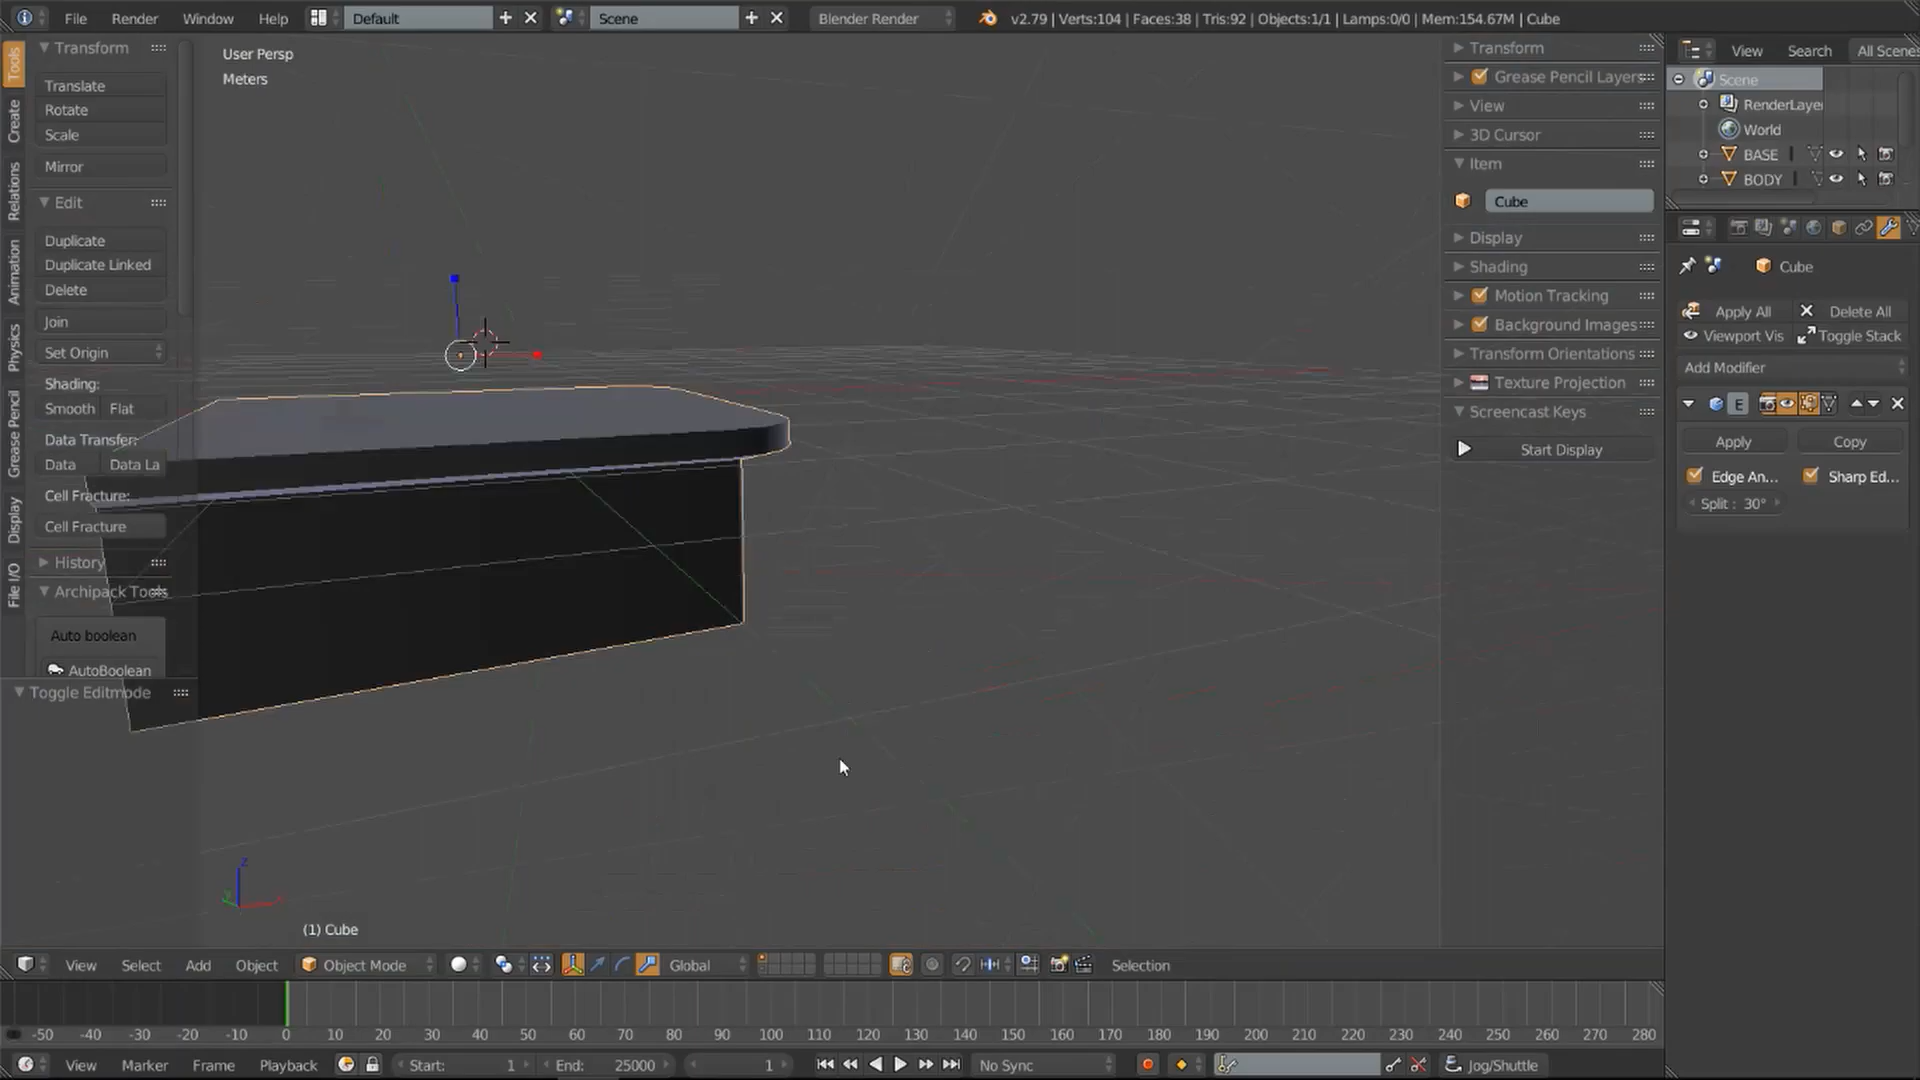 File Render Window Help Default Scene Blender Render v2.79 | Verts:104 | Faces:38 | Tris:92 | Objects:1/1 | Lamps:0/0 | Mem:154.67M | Cube
Tools
Create
Relations
Animation
Physics
Grease Pencil
Display
File I/O
Transform
Translate
Rotate
Scale
Mirror
Edit
Duplicate
Duplicate Linked
Delete
Join
Set Origin
Shading:
Smooth Flat
Data Transfer:
Data Data La
Cell Fracture:
Cell Fracture
History
Archipack Tools
Auto boolean
AutoBoolean
Toggle Editmode
User Persp
Meters
(1) Cube
Transform
Grease Pencil Layers
View
3D Cursor
Item
Cube
Display
Shading
Motion Tracking
Background Images
Transform Orientations
Texture Projection
Screencast Keys
Start Display
View Search All Scenes
Scene
RenderLayer
World
BASE
BODY
Cube
Apply All Delete All
Viewport Vis Toggle Stack
Add Modifier
E
Apply Copy
Edge An... Sharp Ed...
Split : 30°
View Select Add Object Object Mode Global Selection
-50 -40 -30 -20 -10 0 10 20 30 40 50 60 70 80 90 100 110 120 130 140 150 160 170 180 190 200 210 220 230 240 250 260 270 280
View Marker Frame Playback Start: 1 End: 25000 1 No Sync Jog/Shuttle